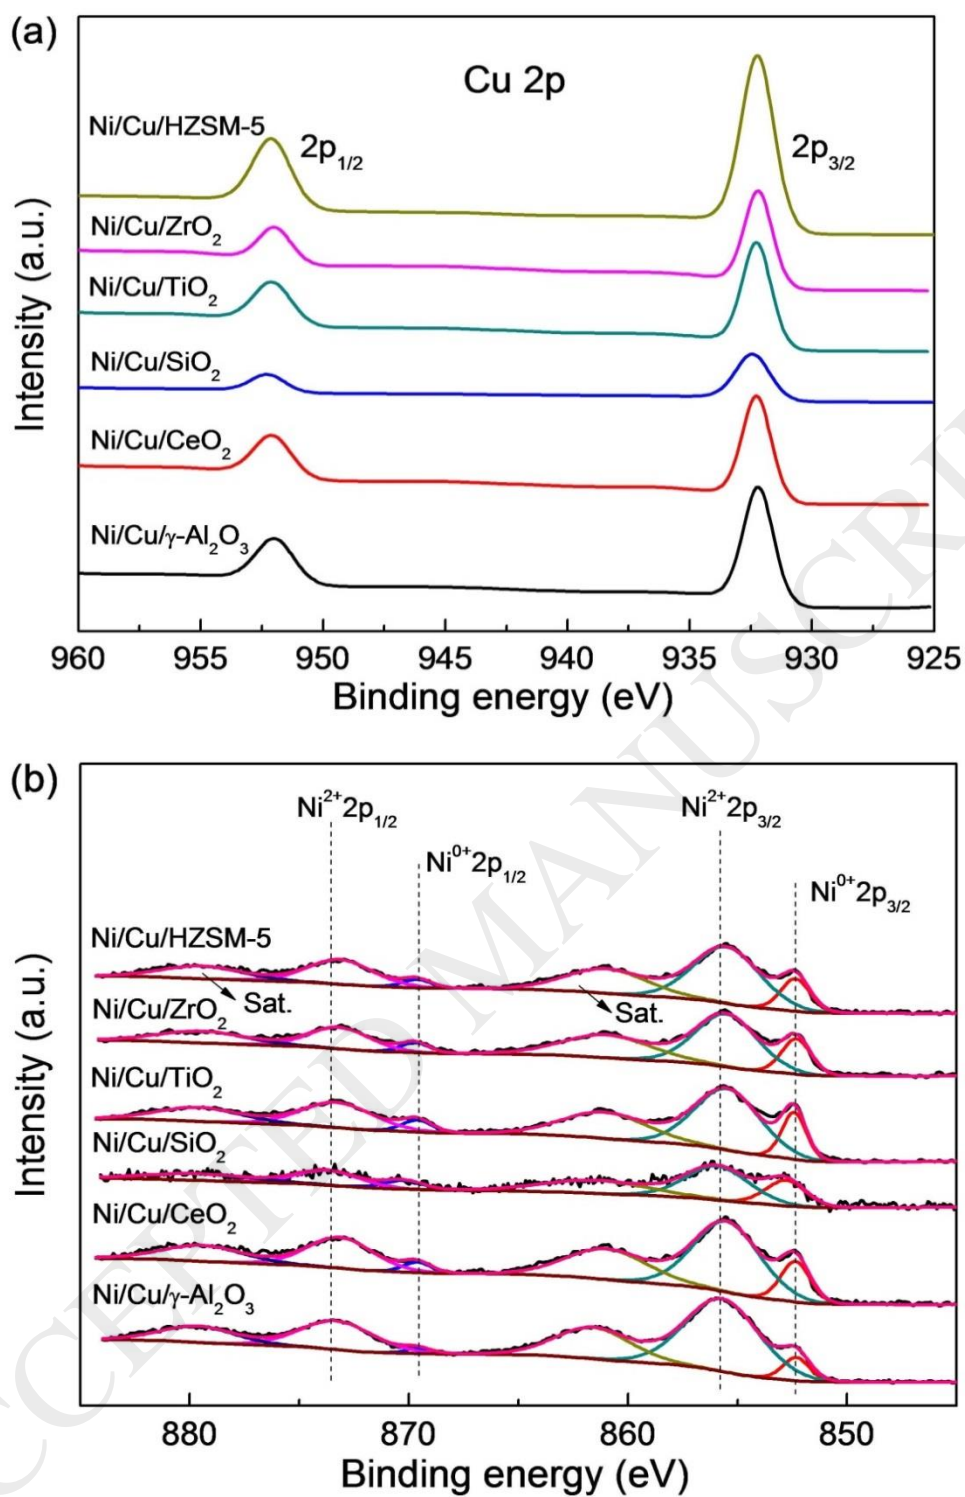 (a)
Cu 2p
Ni/Cu/HZSM-5
2p₁/₂
2p₃/₂
Ni/Cu/ZrO₂
Ni/Cu/TiO₂
Ni/Cu/SiO₂
Ni/Cu/CeO₂
Ni/Cu/γ-Al₂O₃
Intensity (a.u.)
960 955 950 945 940 935 930 925
Binding energy (eV)
(b)
Ni²⁺2p₁/₂
Ni²⁺2p₃/₂
Ni⁰⁺2p₁/₂
Ni⁰⁺2p₃/₂
Ni/Cu/HZSM-5
Sat.
Sat.
Ni/Cu/ZrO₂
Ni/Cu/TiO₂
Ni/Cu/SiO₂
Ni/Cu/CeO₂
Ni/Cu/γ-Al₂O₃
Intensity (a.u.)
880 870 860 850
Binding energy (eV)
CCEPTED MANUSCRI